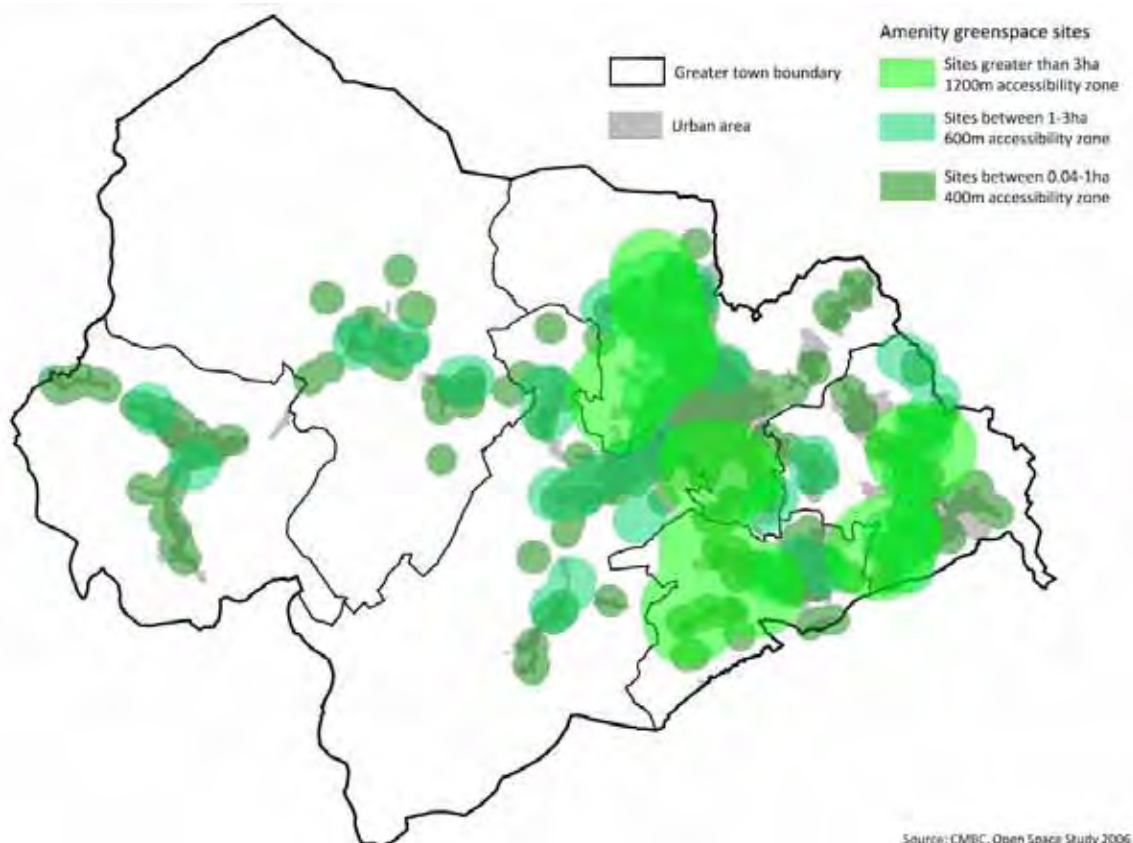 Amenity greenspace sites
Greater town boundary
Urban area
Sites greater than 3ha
1200m accessibility zone
Sites between 1-3ha
600m accessibility zone
Sites between 0.04-1ha
400m accessibility zone
Source: CMBC, Open Space Study 2006